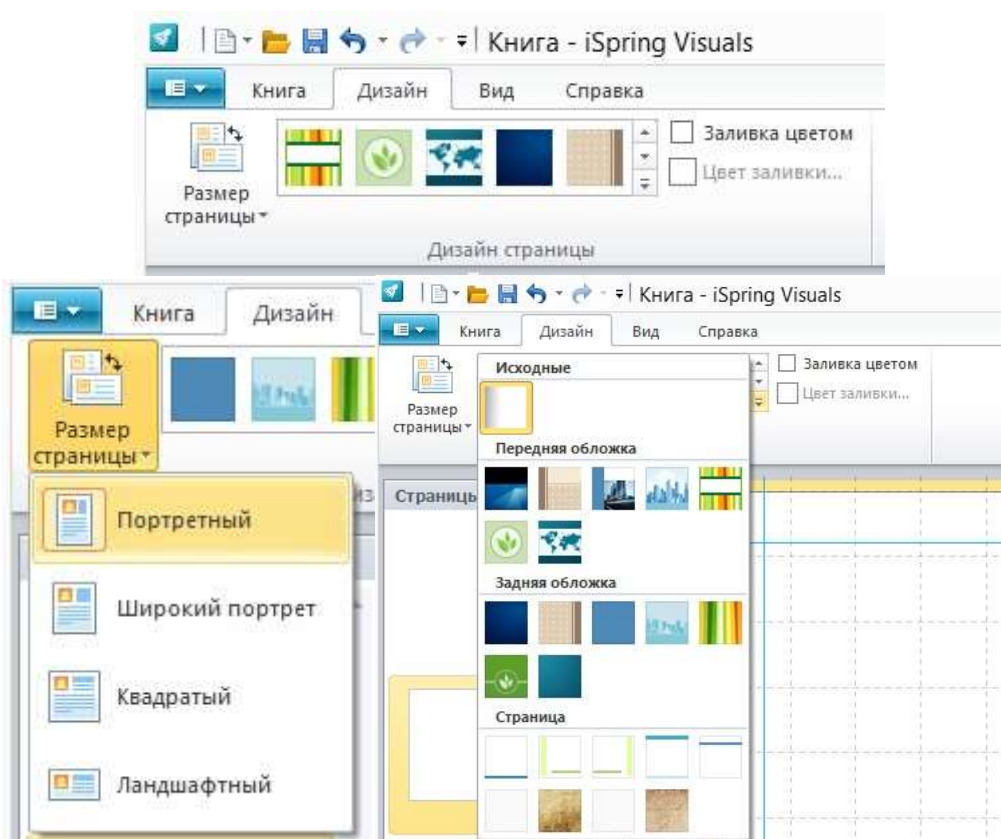 Книга - iSpring Visuals
Книга Дизайн Вид Справка
Размер
страницы
Заливка цветом
Цвет заливки...
Дизайн страницы
Книга Дизайн
Размер
страницы
Портретный
Широкий портрет
Квадратый
Ландшафтный
Книга - iSpring Visuals
Книга Дизайн Вид Справка
Размер
страницы
Исходные
Заливка цветом
Цвет заливки...
Передняя обложка
Страницы
Задняя обложка
Страница